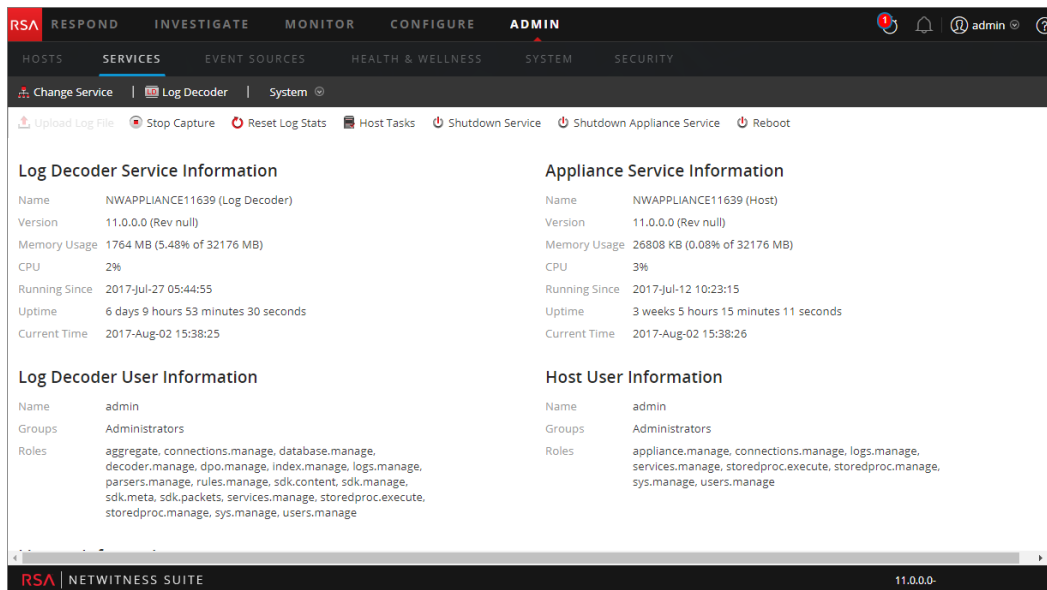 RSA RESPOND INVESTIGATE MONITOR CONFIGURE ADMIN 1 admin
HOSTS SERVICES EVENT SOURCES HEALTH & WELLNESS SYSTEM SECURITY
Change Service | LD Log Decoder | System
Upload Log File Stop Capture Reset Log Stats Host Tasks Shutdown Service Shutdown Appliance Service Reboot
Log Decoder Service Information
Name NWAPPLIANCE11639 (Log Decoder)
Version 11.0.0.0 (Rev null)
Memory Usage 1764 MB (5.48% of 32176 MB)
CPU 2%
Running Since 2017-Jul-27 05:44:55
Uptime 6 days 9 hours 53 minutes 30 seconds
Current Time 2017-Aug-02 15:38:25
Appliance Service Information
Name NWAPPLIANCE11639 (Host)
Version 11.0.0.0 (Rev null)
Memory Usage 26808 KB (0.08% of 32176 MB)
CPU 3%
Running Since 2017-Jul-12 10:23:15
Uptime 3 weeks 5 hours 15 minutes 11 seconds
Current Time 2017-Aug-02 15:38:26
Log Decoder User Information
Name admin
Groups Administrators
Roles aggregate, connections.manage, database.manage,
decoder.manage, dpo.manage, index.manage, logs.manage,
parsers.manage, rules.manage, sdk.content, sdk.manage,
sdk.meta, sdk.packets, services.manage, storedproc.execute,
storedproc.manage, sys.manage, users.manage
Host User Information
Name admin
Groups Administrators
Roles appliance.manage, connections.manage, logs.manage,
services.manage, storedproc.execute, storedproc.manage,
sys.manage, users.manage
RSA | NETWITNESS SUITE 11.0.0.0-